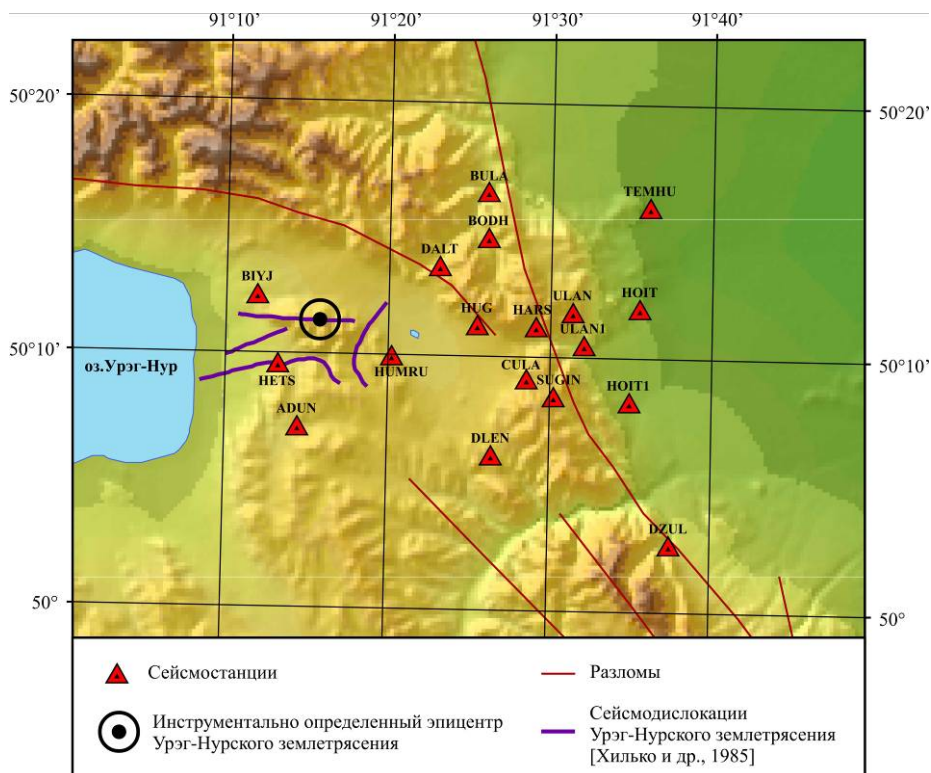 91°10’ 91°20’ 91°30’ 91°40’
50°20’ 50°20’
BULA
TEMHU
BODH
DALT
BIYJ
HUG HARS ULAN HOIT
ULAN1
50°10’ 50°10’
оз.Урэг-Нур
HETS HUMRU CULA SUGIN HOIT1
ADUN
DLEN
DZUL
50° 50°
Сейсмостанции
Инструментально определенный эпицентр
Урэг-Нурского землетрясения
Разломы
Сейсмодислокации
Урэг-Нурского землетрясения
[Хилько и др., 1985]